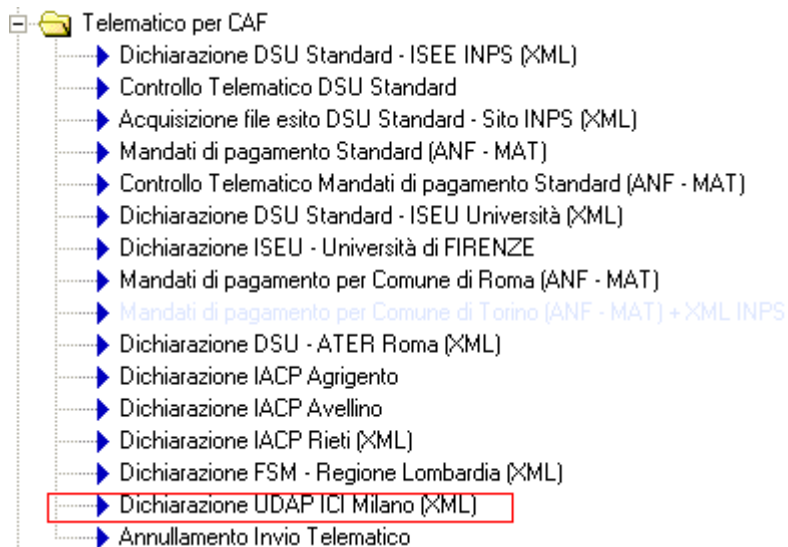 Telematico per CAF
Dichiarazione DSU Standard - ISEE INPS (XML)
Controllo Telematico DSU Standard
Acquisizione file esito DSU Standard - Sito INPS (XML)
Mandati di pagamento Standard (ANF - MAT)
Controllo Telematico Mandati di pagamento Standard (ANF - MAT)
Dichiarazione DSU Standard - ISEU Università (XML)
Dichiarazione ISEU - Università di FIRENZE
Mandati di pagamento per Comune di Roma (ANF - MAT)
Mandati di pagamento per Comune di Torino (ANF - MAT) + XML INPS
Dichiarazione DSU - ATER Roma (XML)
Dichiarazione IACP Agrigento
Dichiarazione IACP Avellino
Dichiarazione IACP Rieti (XML)
Dichiarazione FSM - Regione Lombardia (XML)
Dichiarazione UDAP ICI Milano (XML)
Annullamento Invio Telematico